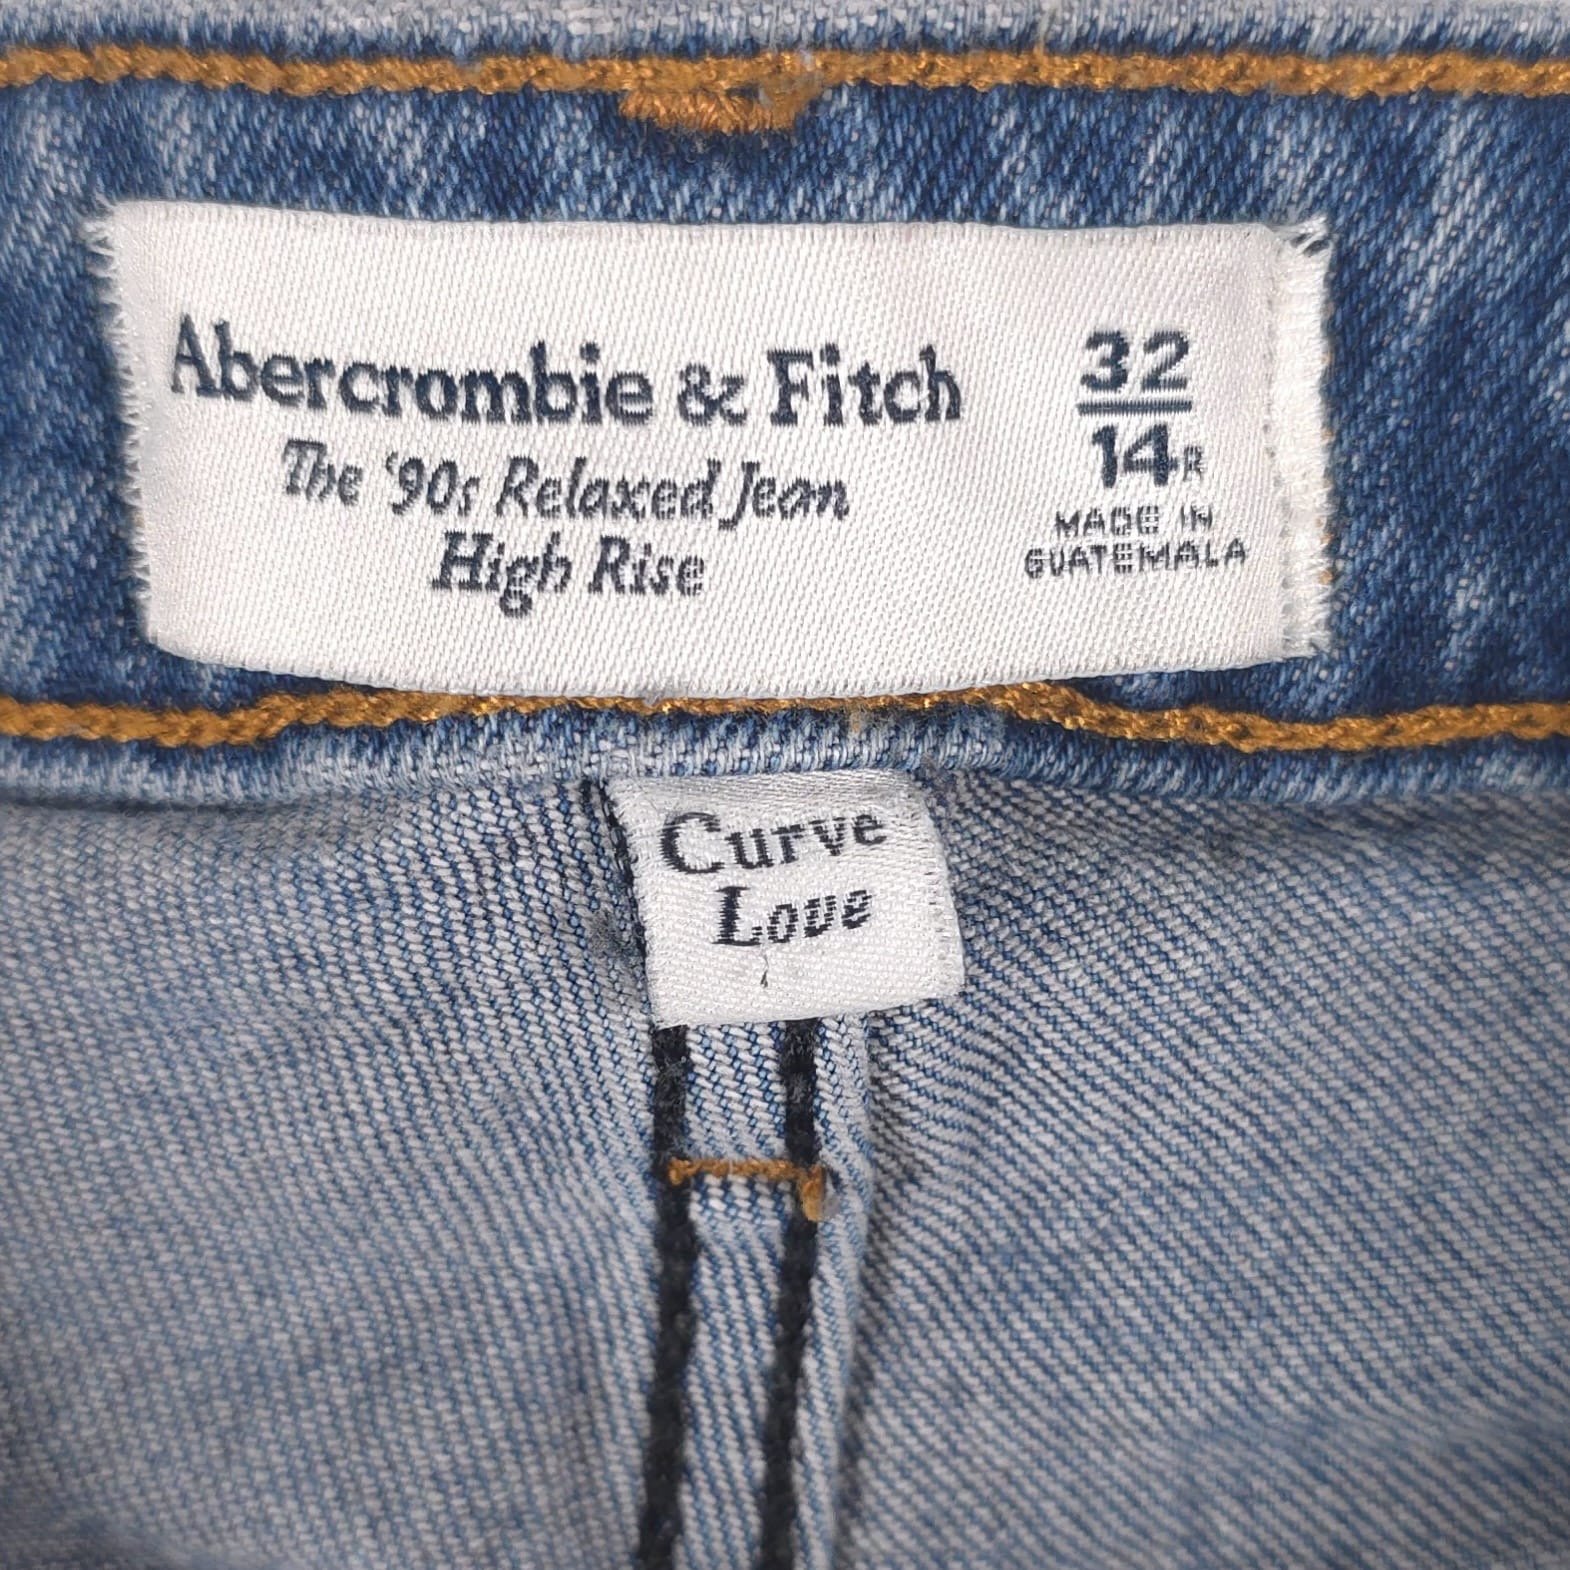 Abercrombie & Fitch
The '90s Relaxed Jean
High Rise
32
14R
MADE IN
GUATEMALA
Curve
Love